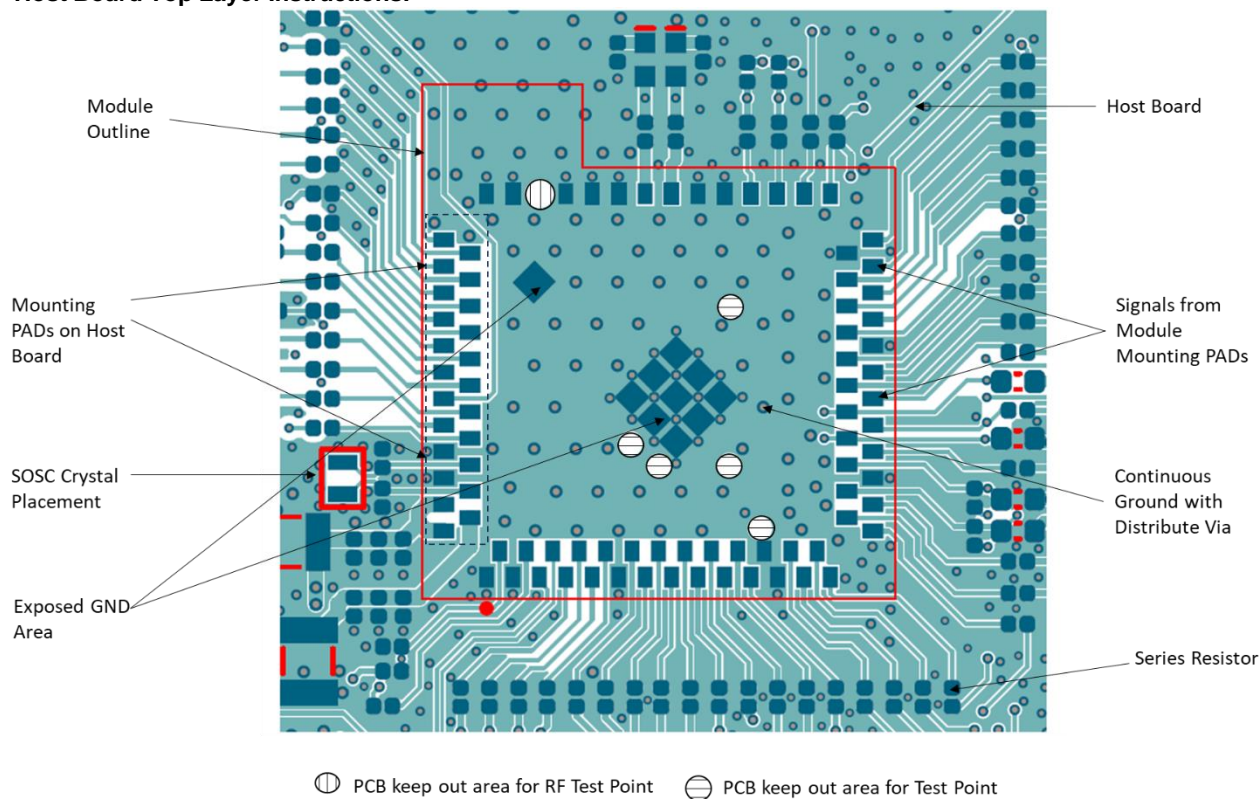 Host Board Top Layer Instructions:
Module
Outline
Host Board
Mounting
PADs on Host
Board
Signals from
Module
Mounting PADs
SOSC Crystal
Placement
Continuous
Ground with
Distribute Via
Exposed GND
Area
Series Resistor
PCB keep out area for RF Test Point
PCB keep out area for Test Point